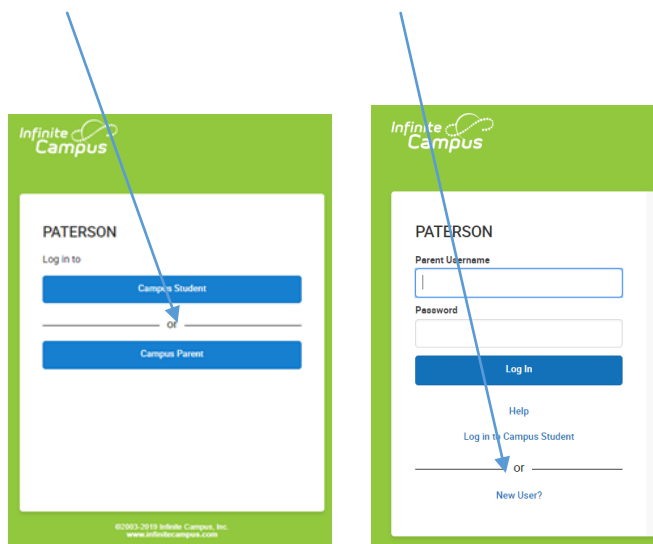 Infinite
Campus
PATERSON
Log in to
Campus Student
or
Campus Parent
©2003-2019 Infinite Campus, Inc.
www.infinitecampus.com
Infinite
Campus
PATERSON
Parent Username
Password
Log In
Help
Log in to Campus Student
or
New User?